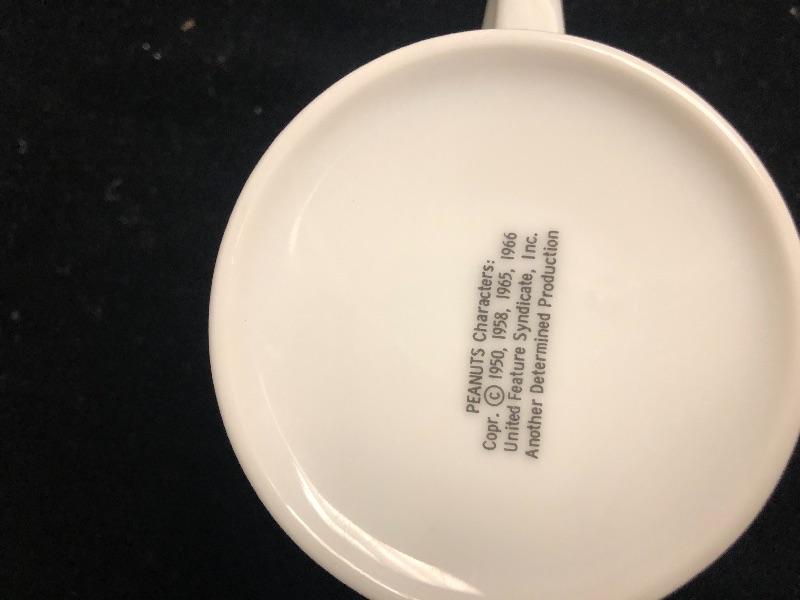 PEANUTS Characters:
Copr. © 1950, 1958, 1965, 1966
United Feature Syndicate, Inc.
Another Determined Production